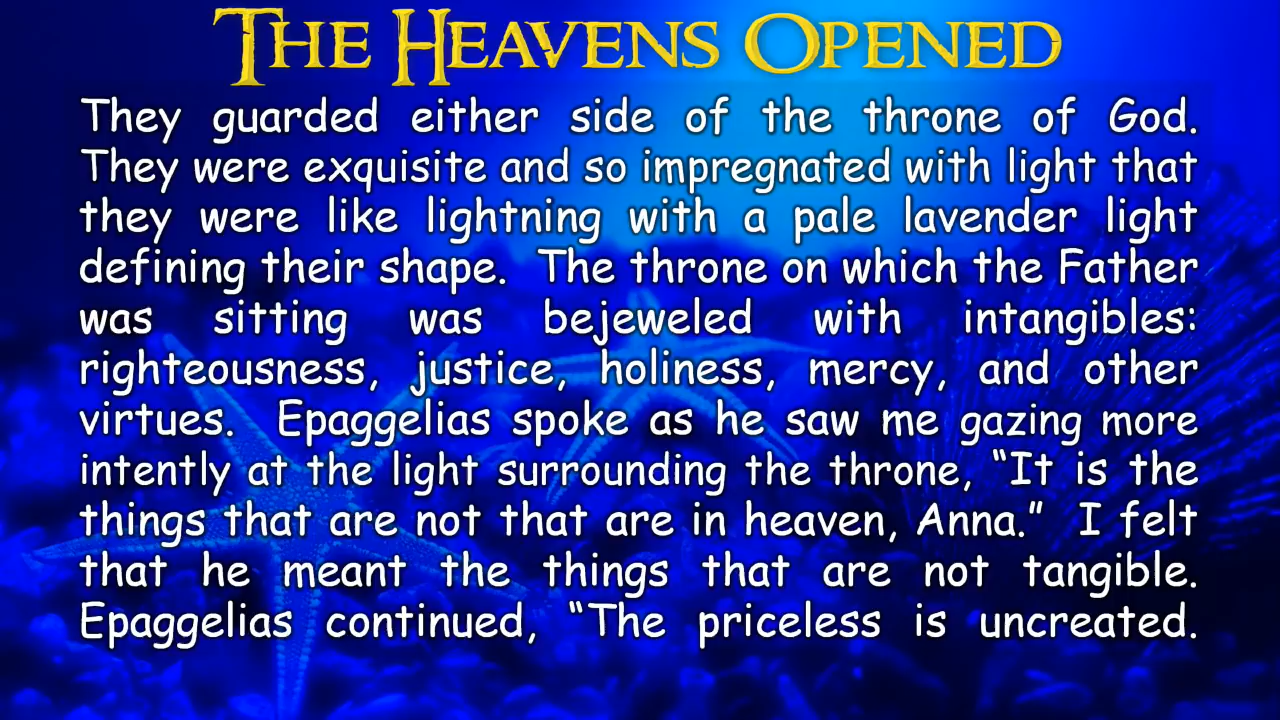 The Heavens Opened
They guarded either side of the throne of God.
They were exquisite and so impregnated with light that
they were like lightning with a pale lavender light
defining their shape. The throne on which the Father
was sitting was bejeweled with intangibles:
righteousness, justice, holiness, mercy, and other
virtues. Epaggelias spoke as he saw me gazing more
intently at the light surrounding the throne, “It is the
things that are not that are in heaven, Anna.” I felt
that he meant the things that are not tangible.
Epaggelias continued, “The priceless is uncreated.